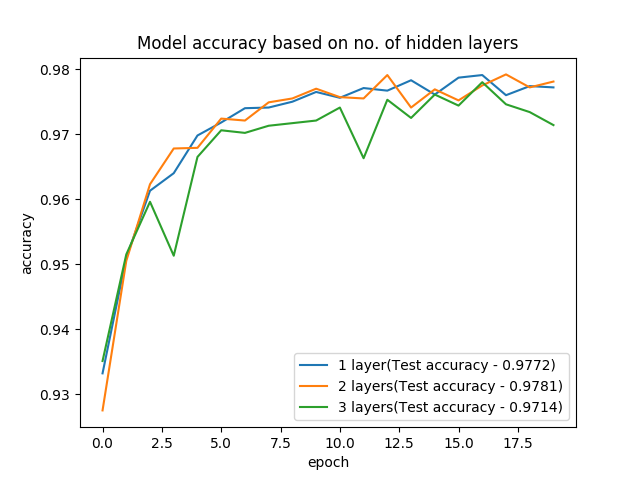 Model accuracy based on no. of hidden layers
0.98
0.97
0.96
0.95
0.94
0.93
accuracy
1 layer(Test accuracy - 0.9772)
2 layers(Test accuracy - 0.9781)
3 layers(Test accuracy - 0.9714)
0.0 2.5 5.0 7.5 10.0 12.5 15.0 17.5
epoch